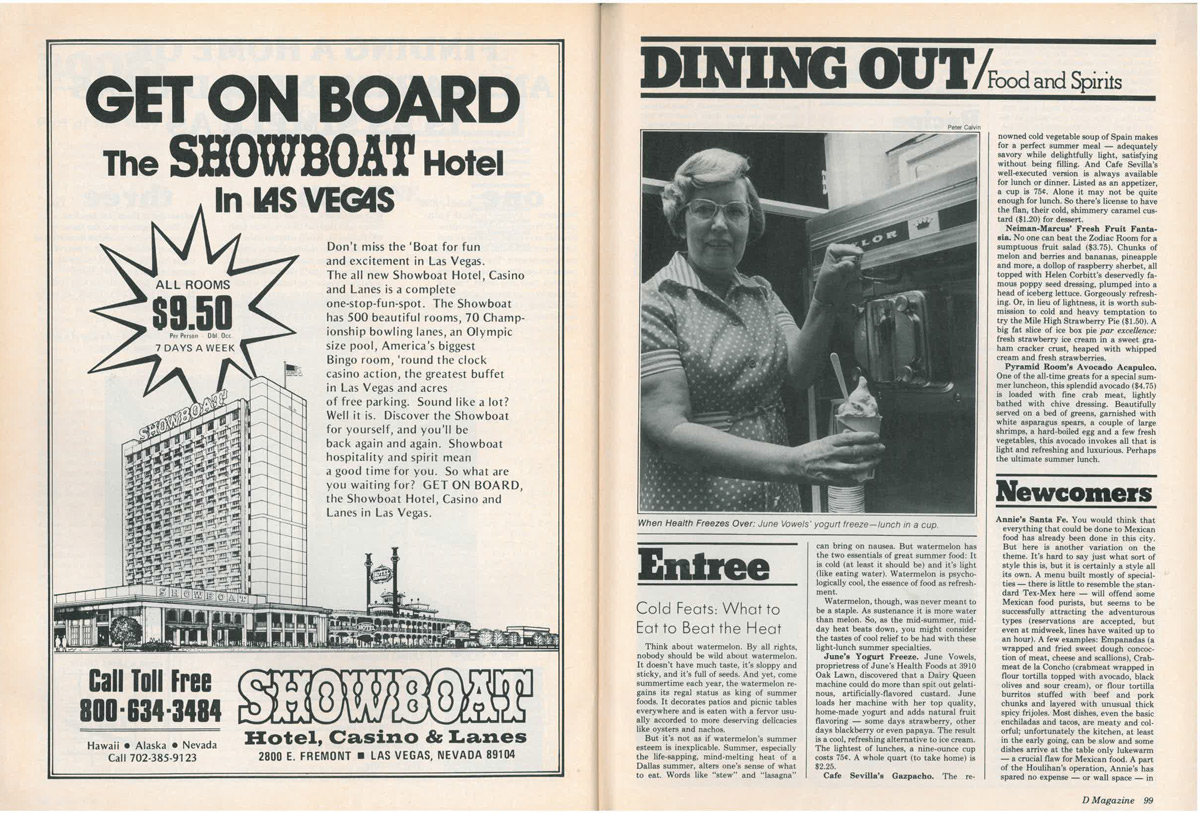 GET ON BOARD
The SHOWBOAT Hotel
In LAS VEGAS
ALL ROOMS
$9.50
Per Person Dbl. Occ.
7 DAYS A WEEK
Don't miss the 'Boat for fun
and excitement in Las Vegas.
The all new Showboat Hotel, Casino
and Lanes is a complete
one-stop-fun-spot. The Showboat
has 500 beautiful rooms, 70 Champ-
ionship bowling lanes, an Olympic
size pool, America's biggest
Bingo room, 'round the clock
casino action, the greatest buffet
in Las Vegas and acres
of free parking. Sound like a lot?
Well it is. Discover the Showboat
for yourself, and you'll be
back again and again. Showboat
hospitality and spirit mean
a good time for you. So what are
you waiting for? GET ON BOARD,
the Showboat Hotel, Casino and
Lanes in Las Vegas.
SHOWBOAT
SHOWBOAT
Call Toll Free
800-634-3484
Hawaii • Alaska • Nevada
Call 702-385-9123
SHOWBOAT
Hotel, Casino & Lanes
2800 E. FREMONT ■ LAS VEGAS, NEVADA 89104
DINING OUT/Food and Spirits
Peter Calvin
When Health Freezes Over: June Vowels' yogurt freeze—lunch in a cup.
Entree
Cold Feats: What to
Eat to Beat the Heat
Think about watermelon. By all rights,
nobody should be wild about watermelon.
It doesn't have much taste, it's sloppy and
sticky, and it's full of seeds. And yet, come
summertime each year, the watermelon re-
gains its regal status as king of summer
foods. It decorates patios and picnic tables
everywhere and is eaten with a fervor usu-
ally accorded to more deserving delicacies
like oysters and nachos.
But it's not as if watermelon's summer
esteem is inexplicable. Summer, especially
the life-sapping, mind-melting heat of a
Dallas summer, alters one's sense of what
to eat. Words like "stew" and "lasagna"
can bring on nausea. But watermelon has
the two essentials of great summer food: It
is cold (at least it should be) and it's light
(like eating water). Watermelon is psycho-
logically cool, the essence of food as refresh-
ment.
Watermelon, though, was never meant to
be a staple. As sustenance it is more water
than melon. So, as the mid-summer, mid-
day heat beats down, you might consider
the tastes of cool relief to be had with these
light-lunch summer specialties.
June's Yogurt Freeze. June Vowels,
proprietress of June's Health Foods at 3910
Oak Lawn, discovered that a Dairy Queen
machine could do more than spit out gelati-
nous, artificially-flavored custard. June
loads her machine with her top quality,
home-made yogurt and adds natural fruit
flavoring — some days strawberry, other
days blackberry or even papaya. The result
is a cool, refreshing alternative to ice cream.
The lightest of lunches, a nine-ounce cup
costs 75¢. A whole quart (to take home) is
$2.25.
Cafe Sevilla's Gazpacho. The re-
nowned cold vegetable soup of Spain makes
for a perfect summer meal — adequately
savory while delightfully light, satisfying
without being filling. And Cafe Sevilla's
well-executed version is always available
for lunch or dinner. Listed as an appetizer,
a cup is 75¢. Alone it may not be quite
enough for lunch. So there's license to have
the flan, their cold, shimmery caramel cus-
tard ($1.20) for dessert.
Neiman-Marcus' Fresh Fruit Fanta-
sia. No one can beat the Zodiac Room for a
sumptuous fruit salad ($3.75). Chunks of
melon and berries and bananas, pineapple
and more, a dollop of raspberry sherbet, all
topped with Helen Corbitt's deservedly fa-
mous poppy seed dressing, plumped into a
head of iceberg lettuce. Gorgeously refresh-
ing. Or, in lieu of lightness, it is worth sub-
mission to cold and heavy temptation to
try the Mile High Strawberry Pie ($1.50). A
big fat slice of ice box pie par excellence:
fresh strawberry ice cream in a sweet gra-
ham cracker crust, heaped with whipped
cream and fresh strawberries.
Pyramid Room's Avocado Acapulco.
One of the all-time greats for a special sum-
mer luncheon, this splendid avocado ($4.75)
is loaded with fine crab meat, lightly
bathed with chive dressing. Beautifully
served on a bed of greens, garnished with
white asparagus spears, a couple of large
shrimps, a hard-boiled egg and a few fresh
vegetables, this avocado invokes all that is
light and refreshing and luxurious. Perhaps
the ultimate summer lunch.
Newcomers
Annie's Santa Fe. You would think that
everything that could be done to Mexican
food has already been done in this city.
But here is another variation on the
theme. It's hard to say just what sort of
style this is, but it is certainly a style all
its own. A menu built mostly of special-
ties — there is little to resemble the stan-
dard Tex-Mex here — will offend some
Mexican food purists, but seems to be
successfully attracting the adventurous
types (reservations are accepted, but
even at midweek, lines have waited up to
an hour). A few examples: Empanadas (a
wrapped and fried sweet dough concoc-
tion of meat, cheese and scallions), Crab-
meat de la Concho (crabmeat wrapped in
flour tortilla topped with avocado, black
olives and sour cream), or flour tortilla
burritos stuffed with beef and pork
chunks and layered with unusual thick
spicy frijoles. Most dishes, even the basic
enchiladas and tacos, are meaty and col-
orful; unfortunately the kitchen, at least
in the early going, can be slow and some
dishes arrive at the table only lukewarm
— a crucial flaw for Mexican food. A part
of the Houlihan's operation, Annie's has
spared no expense — or wall space — in
D Magazine 99